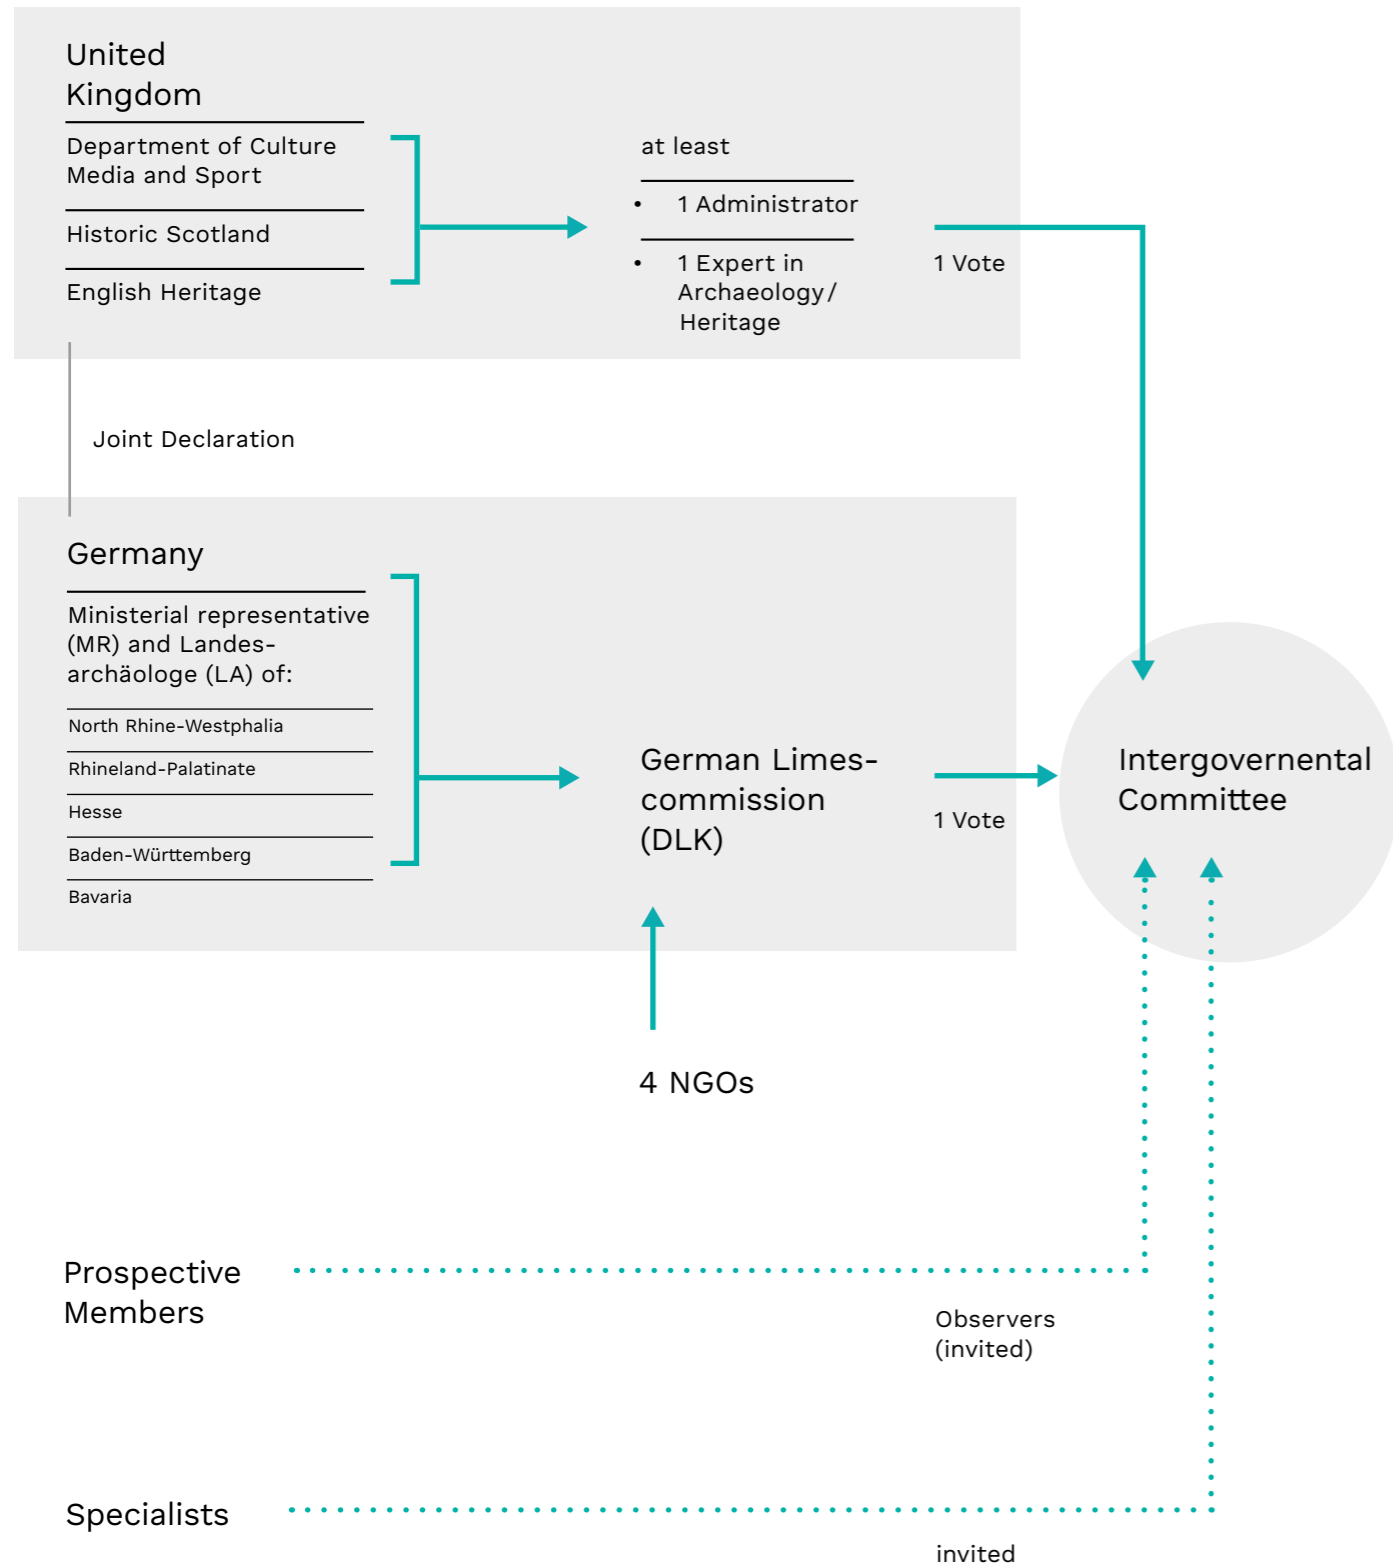 United
Kingdom
Department of Culture
Media and Sport
Historic Scotland
English Heritage
at least
• 1 Administrator
• 1 Expert in
Archaeology/
Heritage
1 Vote
Joint Declaration
Germany
Ministerial representative
(MR) and Landes-
archäologe (LA) of:
North Rhine-Westphalia
Rhineland-Palatinate
Hesse
Baden-Württemberg
Bavaria
German Limes-
commission
(DLK)
1 Vote
Intergovernental
Committee
4 NGOs
Prospective
Members
Observers
(invited)
Specialists
invited